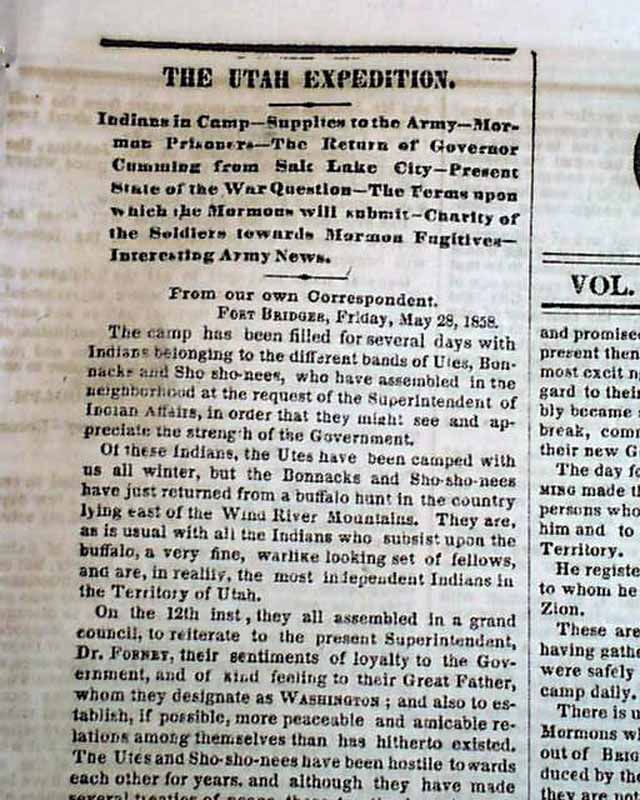 THE UTAH EXPEDITION.
Indians in Camp—Supplies to the Army—Mor-
mon Prisoners—The Return of Governor
Cumming from Salt Lake City—Present
State of the War Question—The Terms upon
which the Mormons will submit—Charity of
the Soldiers towards Mormon Fugitives—
Interesting Army News.
From our own Correspondent.
FORT BRIDGER, Friday, May 28, 1858.
The camp has been filled for several days with
Indians belonging to the different bands of Utes, Bon-
nacks and Sho sho-nees, who have assembled in the
neighborhood at the request of the Superintendent of
Indian Affairs, in order that they might see and ap-
preciate the strength of the Government.
Of these Indians, the Utes have been camped with
us all winter, but the Bonnacks and Sho-sho-nees
have just returned from a buffalo hunt in the country
lying east of the Wind River Mountains. They are,
as is usual with all the Indians who subsist upon the
buffalo, a very fine, warlike looking set of fellows,
and are, in reality, the most independent Indians in
the Territory of Utah.
On the 12th inst, they all assembled in a grand
council, to reiterate to the present Superintendent,
Dr. FORNEY, their sentiments of loyalty to the Gov-
ernment, and of kind feeling to their Great Father,
whom they designate as WASHINGTON; and also to es-
tablish, if possible, more peaceable and amicable re-
lations among themselves than has hitherto existed.
The Utes and Sho-sho-nees have been hostile towards
each other for years, and although they have made
several treaties of peace,
VOL.
and promised
present then
most excit
gard to their
bly became
break, com
their new G
The day fo
MING made th
persons who
him and to
Territory.
He registe
to whom he
Zion.
These are
having gathe
were safely
camp daily.
There is u
Mormons wh
out of BRIG
duced by the
they are not